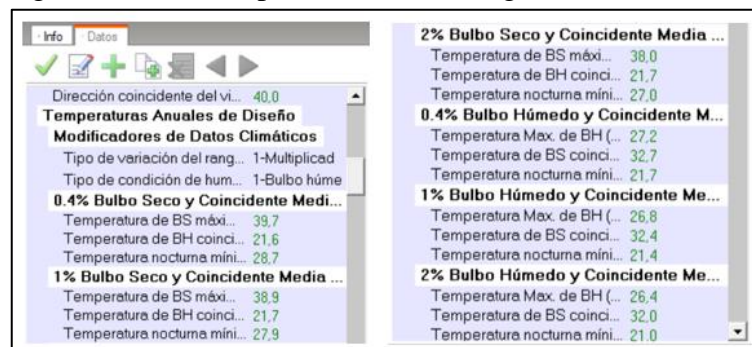 Info Datos
Dirección coincidente del vi... 40,0
Temperaturas Anuales de Diseño
Modificadores de Datos Climáticos
Tipo de variación del rang... 1-Multiplicad
Tipo de condición de hum... 1-Bulbo húme
0.4% Bulbo Seco y Coincidente Medi...
Temperatura de BS máxi... 39,7
Temperatura de BH coinci... 21,6
Temperatura nocturna míni... 28,7
1% Bulbo Seco y Coincidente Media ...
Temperatura de BS máxi... 38,9
Temperatura de BH coinci... 21,7
Temperatura nocturna míni... 27,9
2% Bulbo Seco y Coincidente Media ...
Temperatura de BS máxi... 38,0
Temperatura de BH coinci... 21,7
Temperatura nocturna míni... 27,0
0.4% Bulbo Húmedo y Coincidente M...
Temperatura Max. de BH (... 27,2
Temperatura de BS coinci... 32,7
Temperatura nocturna míni... 21,7
1% Bulbo Húmedo y Coincidente Me...
Temperatura Max. de BH (... 26,8
Temperatura de BS coinci... 32,4
Temperatura nocturna míni... 21,4
2% Bulbo Húmedo y Coincidente Me...
Temperatura Max. de BH (... 26,4
Temperatura de BS coinci... 32,0
Temperatura nocturna míni... 21,0